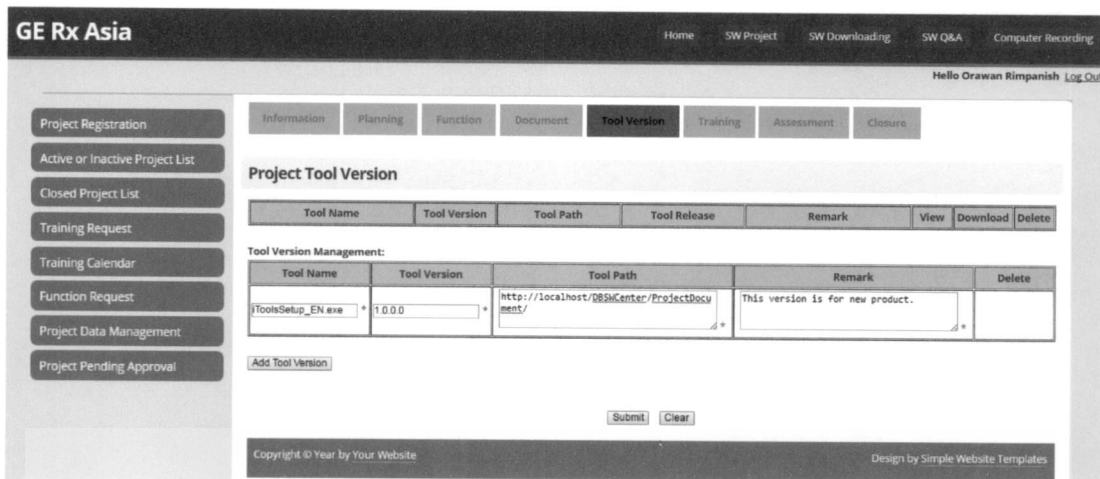 GE Rx Asia
Home SW Project SW Downloading SW Q&A Computer Recording
Hello Orawan Rimpanish Log Out
Project Registration
Active or Inactive Project List
Closed Project List
Training Request
Training Calendar
Function Request
Project Data Management
Project Pending Approval
Information Planning Function Document Tool Version Training Assessment Closure
Project Tool Version
Tool Name Tool Version Tool Path Tool Release Remark View Download Delete
Tool Version Management:
Tool Name Tool Version Tool Path Remark Delete
iToolsSetup_EN.exe * 1.0.0.0 * http://localhost/DBSWCenter/ProjectDocu
ment/ * This version is for new product. *
Add Tool Version
Submit Clear
Copyright © Year by Your Website Design by Simple Website Templates